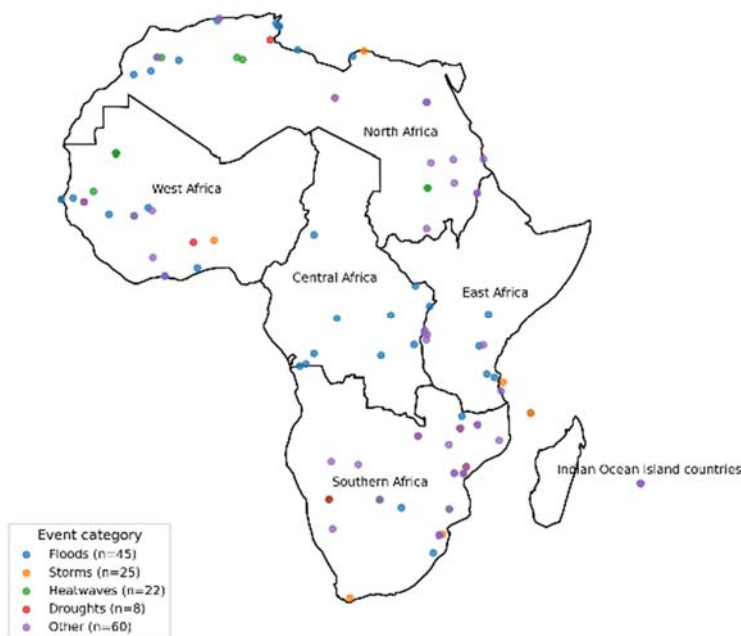 North Africa
West Africa
Central Africa
East Africa
Indian Ocean island countries
Southern Africa
Event category
Floods (n=45)
Storms (n=25)
Heatwaves (n=22)
Droughts (n=8)
Other (n=60)